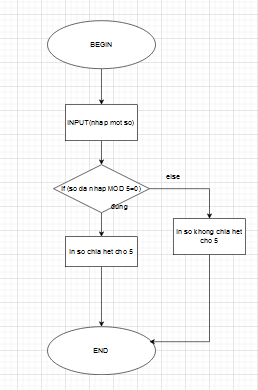 BEGIN
INPUT(nhap mot so)
else
If (so da nhap MOD 5=0)
đúng
In so khong chia het
cho 5
In so chia het cho 5
END